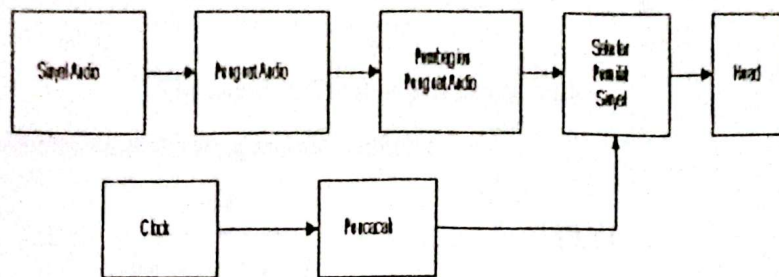 Sinyal Audio
Penguat Audio
Pembagian
Penguat Audio
Selektor
Pemilih
Sinyal
Head
Clock
Pencacah